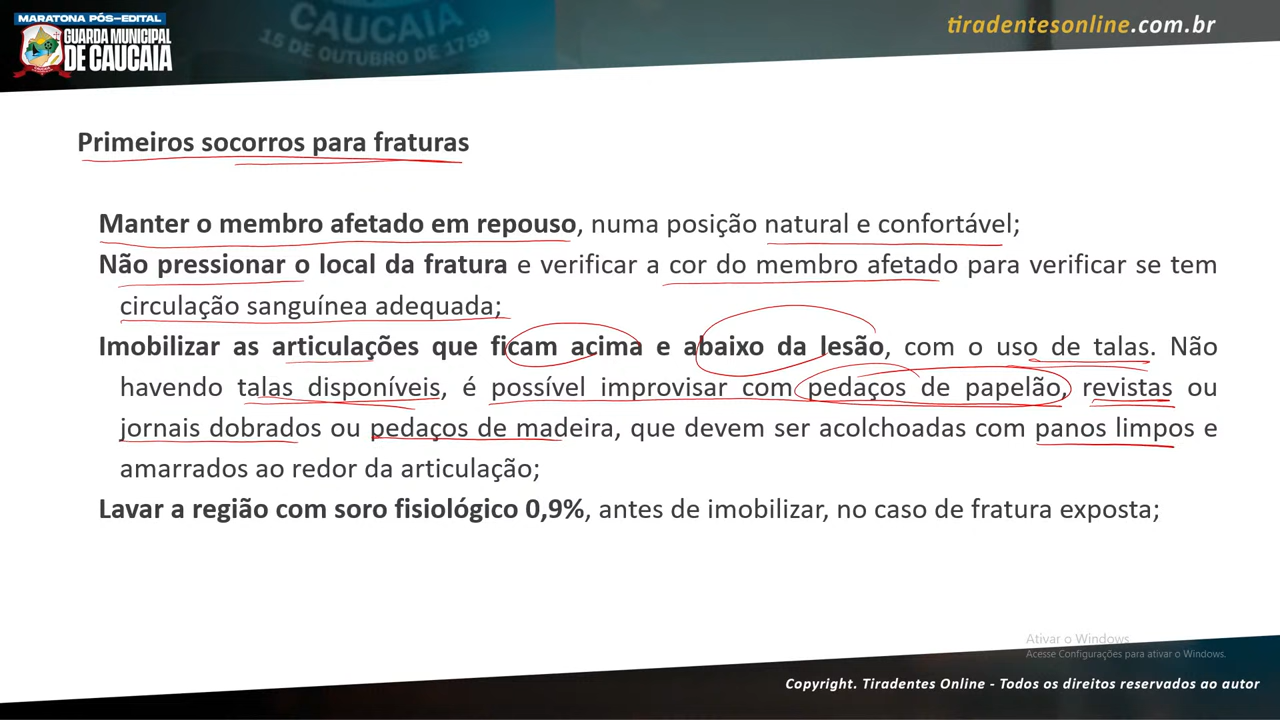 MARATONA PÓS-EDITAL
GUARDA MUNICIPAL
DE CAUCAIA
CAUCAIA
15 DE OUTUBRO DE 1759
tiradentesonline.com.br
Primeiros socorros para fraturas
Manter o membro afetado em repouso, numa posição natural e confortável;
Não pressionar o local da fratura e verificar a cor do membro afetado para verificar se tem
circulação sanguínea adequada;
Imobilizar as articulações que ficam acima e abaixo da lesão, com o uso de talas. Não
havendo talas disponíveis, é possível improvisar com pedaços de papelão, revistas ou
jornais dobrados ou pedaços de madeira, que devem ser acolchoadas com panos limpos e
amarrados ao redor da articulação;
Lavar a região com soro fisiológico 0,9%, antes de imobilizar, no caso de fratura exposta;
Ativar o Windows
Acesse Configurações para ativar o Windows.
Copyright. Tiradentes Online - Todos os direitos reservados ao autor